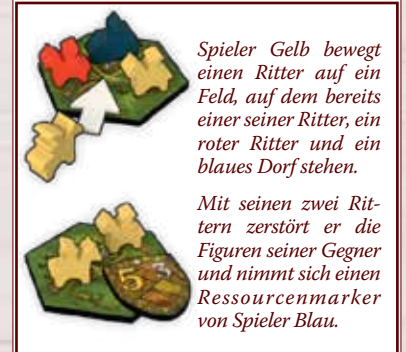 Spieler Gelb bewegt
einen Ritter auf ein
Feld, auf dem bereits
einer seiner Ritter, ein
roter Ritter und ein
blaues Dorf stehen.
Mit seinen zwei Rit-
tern zerstört er die
Figuren seiner Gegner
und nimmt sich einen
Ressourcenmarker
von Spieler Blau.
5 3